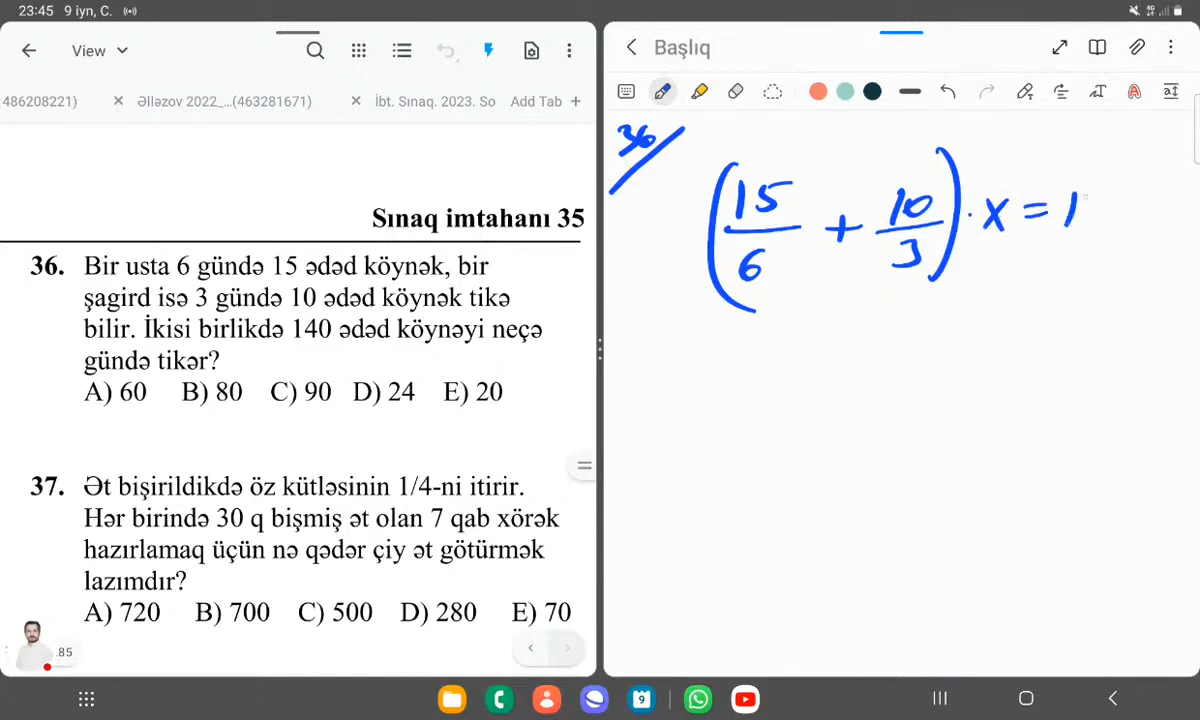 23:45 9 iyn, C.
View
486208221)
Əlləzov 2022_...(463281671)
İbt. Sınaq. 2023. So
Add Tab +
Sınaq imtahanı 35
36. Bir usta 6 gündə 15 ədəd köynək, bir
şagird isə 3 gündə 10 ədəd köynək tikə
bilir. İkisi birlikdə 140 ədəd köynəyi neçə
gündə tikər?
A) 60 B) 80 C) 90 D) 24 E) 20
37. Ət bişirildikdə öz kütləsinin 1/4-ni itirir.
Hər birində 30 q bişmiş ət olan 7 qab xörək
hazırlamaq üçün nə qədər çiy ət götürmək
lazımdır?
A) 720 B) 700 C) 500 D) 280 E) 70
85
Başlıq
36/
(15/6 + 10/3) · x = 1
9